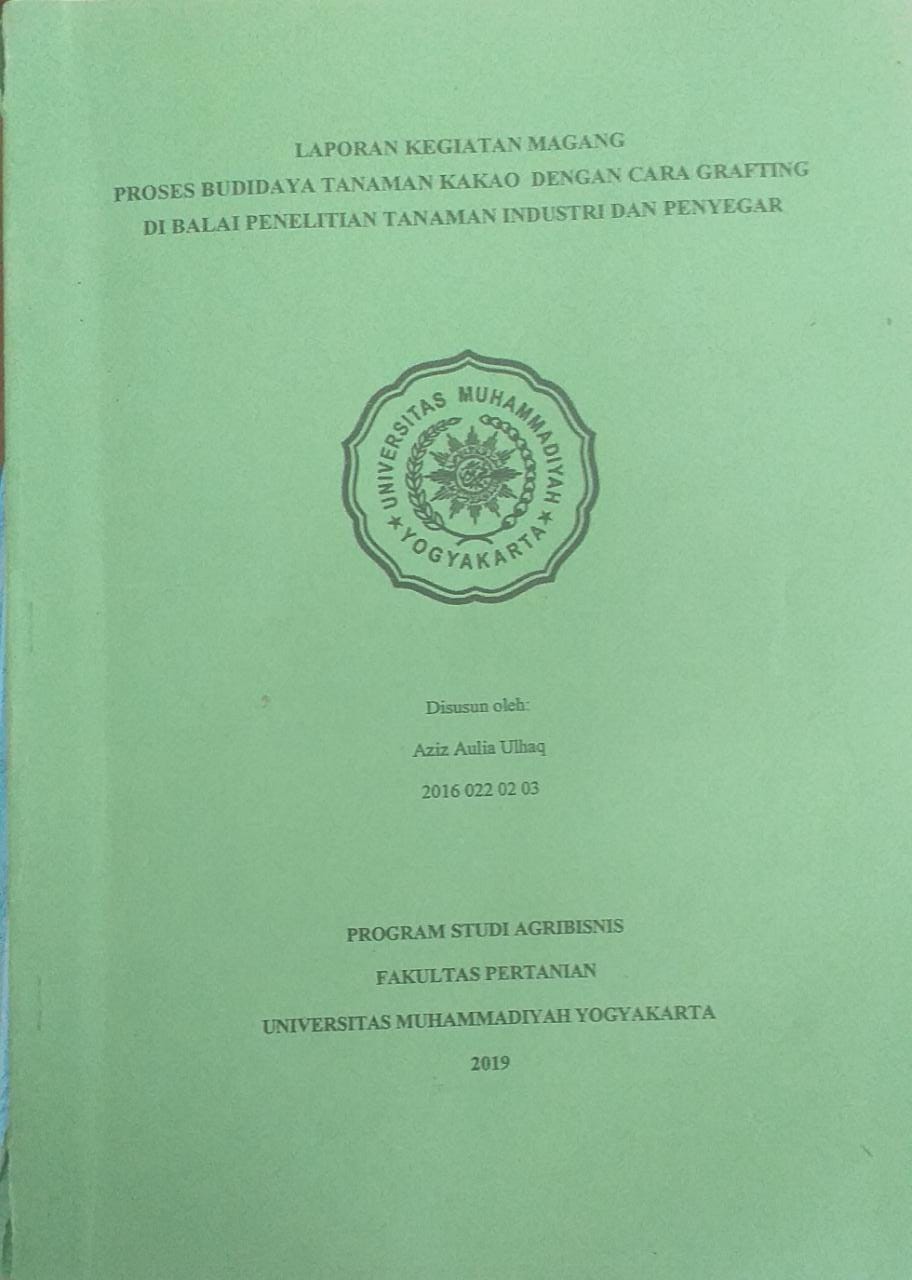 LAPORAN KEGIATAN MAGANG
PROSES BUDIDAYA TANAMAN KAKAO DENGAN CARA GRAFTING
DI BALAI PENELITIAN TANAMAN INDUSTRI DAN PENYEGAR
UNIVERSITAS MUHAMMADIYAH
YOGYAKARTA
Disusun oleh:
Aziz Aulia Ulhaq
2016 022 02 03
PROGRAM STUDI AGRIBISNIS
FAKULTAS PERTANIAN
UNIVERSITAS MUHAMMADIYAH YOGYAKARTA
2019